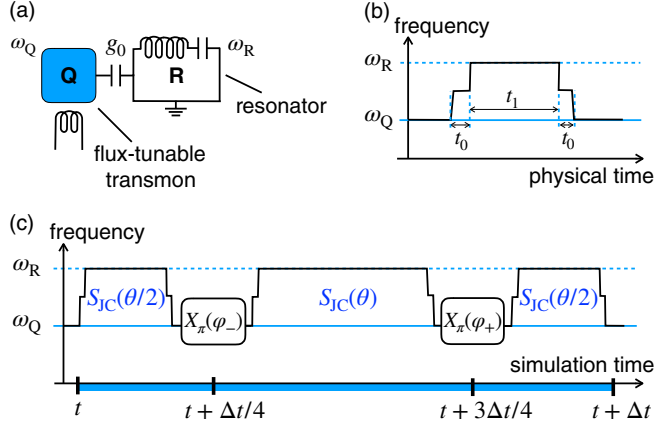 (a)
ω_Q
g_0
ω_R
Q
R
resonator
flux-tunable
transmon
(b)
frequency
ω_R
t_1
ω_Q
t_0 t_0
physical time
(c)
frequency
ω_R
S_JC(θ/2) S_JC(θ) S_JC(θ/2)
ω_Q
X_π(φ_−) X_π(φ_+)
simulation time
t t + Δt/4 t + 3Δt/4 t + Δt